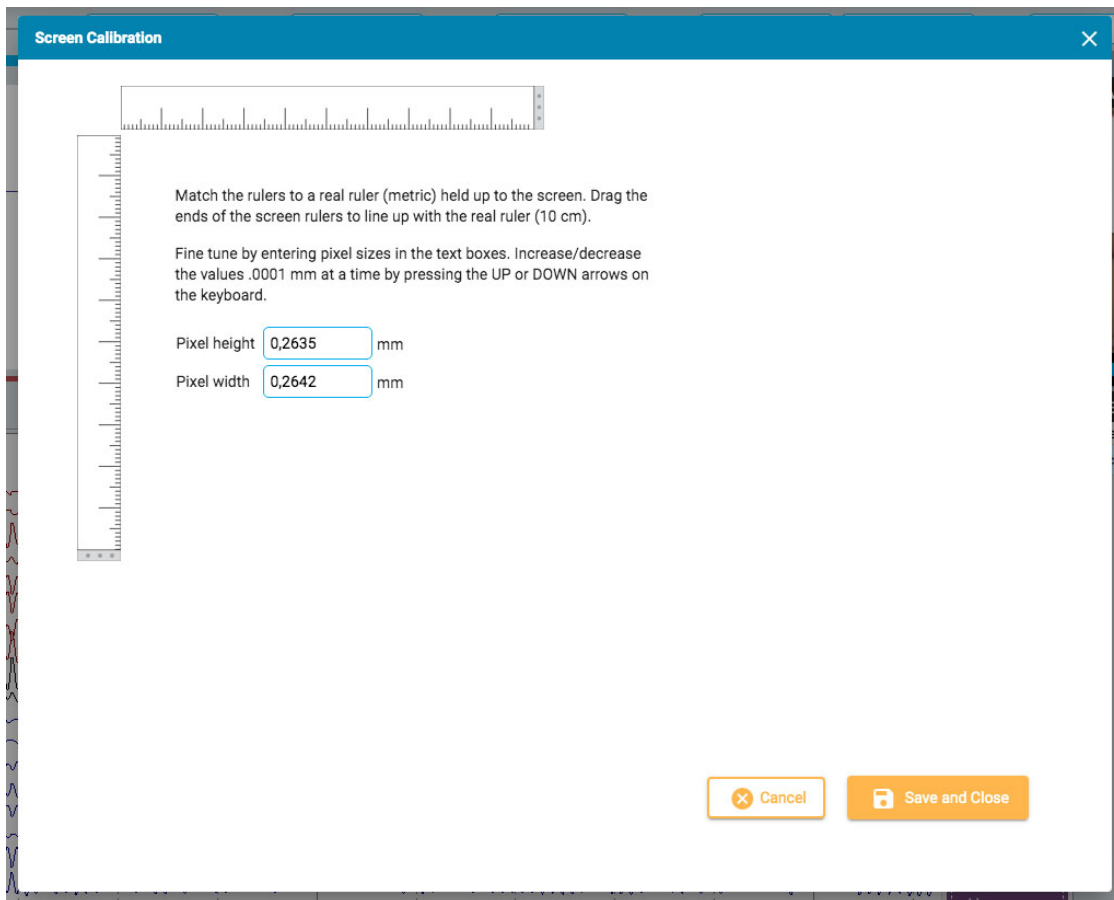 Screen Calibration
Match the rulers to a real ruler (metric) held up to the screen. Drag the
ends of the screen rulers to line up with the real ruler (10 cm).
Fine tune by entering pixel sizes in the text boxes. Increase/decrease
the values .0001 mm at a time by pressing the UP or DOWN arrows on
the keyboard.
Pixel height 0,2635 mm
Pixel width 0,2642 mm
Cancel Save and Close